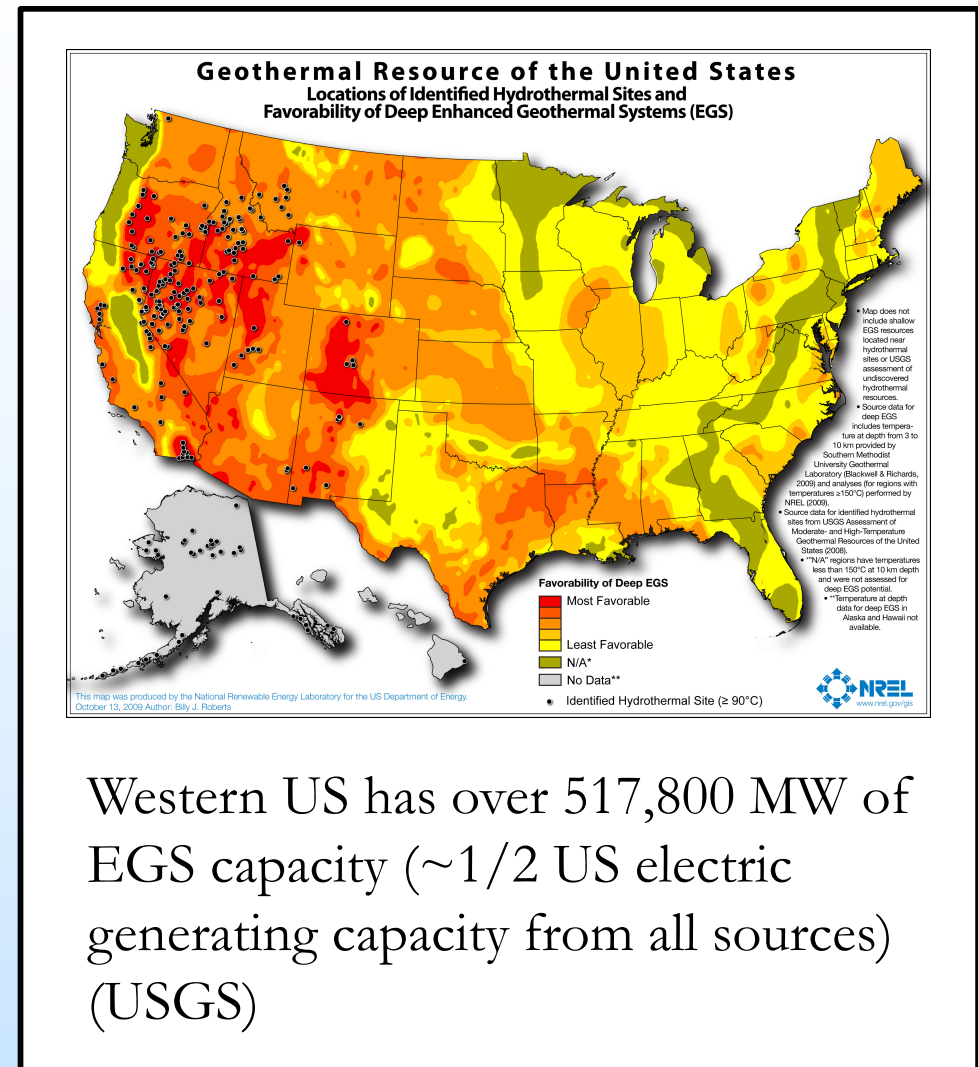 Geothermal Resource of the United States
Locations of Identified Hydrothermal Sites and
Favorability of Deep Enhanced Geothermal Systems (EGS)
• Map does not
include shallow
EGS resources
located near
hydrothermal
sites or USGS
assessment of
undiscovered
hydrothermal
resources.
• Source data for
deep EGS
includes tempera-
ture at depth from 3 to
10 km provided by
Southern Methodist
University Geothermal
Laboratory (Blackwell & Richards,
2009) and analyses (for regions with
temperatures ≥150°C) performed by
NREL (2009).
• Source data for identified hydrothermal
sites from USGS Assessment of
Moderate- and High-Temperature
Geothermal Resources of the United
States (2008).
• *"N/A" regions have temperatures
less than 150°C at 10 km depth
and were not assessed for
deep EGS potential.
• **Temperature at depth
data for deep EGS in
Alaska and Hawaii not
available.
Favorability of Deep EGS
Most Favorable
Least Favorable
N/A*
No Data**
Identified Hydrothermal Site (≥ 90°C)
This map was produced by the National Renewable Energy Laboratory for the US Department of Energy.
October 13, 2009 Author: Billy J. Roberts
NREL
www.nrel.gov/gis
Western US has over 517,800 MW of
EGS capacity (~1/2 US electric
generating capacity from all sources)
(USGS)